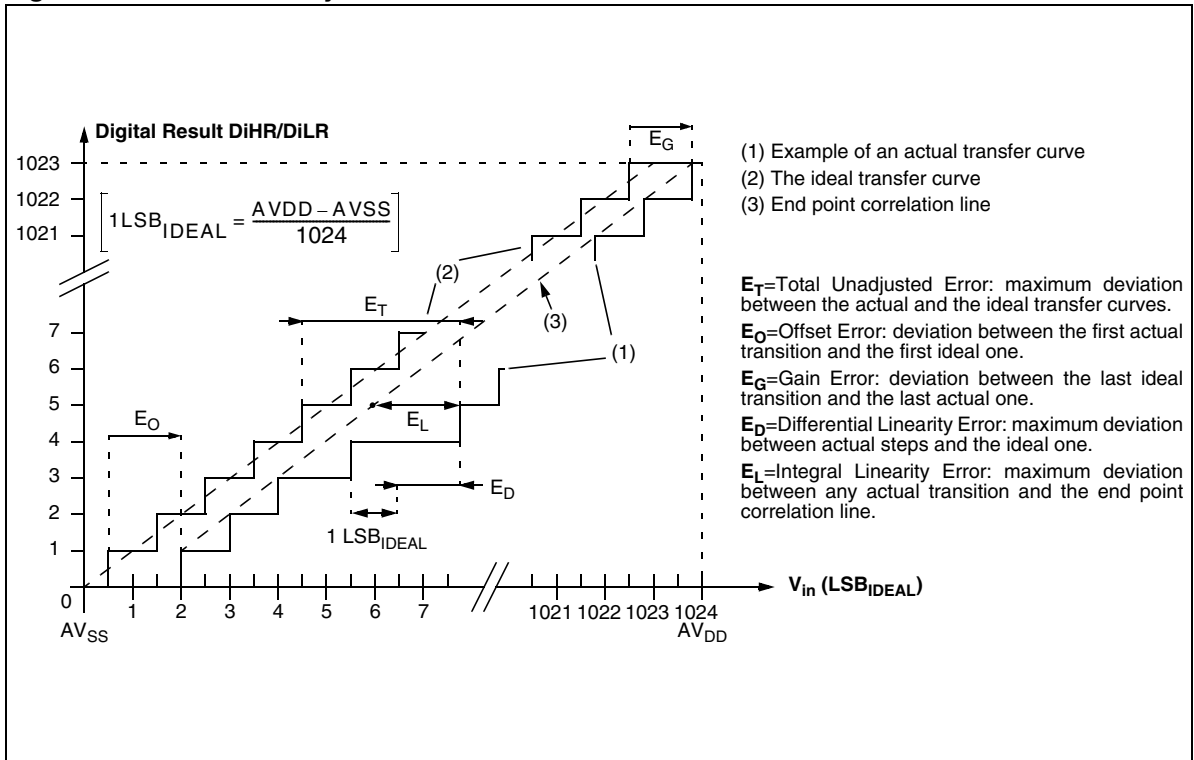 Digital Result DiHR/DiLR
1023
1022
1021
7
6
5
4
3
2
1
0
1LSB_IDEAL = AVDD – AVSS
1024
E_G
(2)
E_T
(3)
(1)
E_O
E_L
E_D
1 LSB_IDEAL
1 2 3 4 5 6 7 1021 1022 1023 1024
AV_SS
AV_DD
V_in (LSB_IDEAL)
(1) Example of an actual transfer curve
(2) The ideal transfer curve
(3) End point correlation line
E_T=Total Unadjusted Error: maximum deviation
between the actual and the ideal transfer curves.
E_O=Offset Error: deviation between the first actual
transition and the first ideal one.
E_G=Gain Error: deviation between the last ideal
transition and the last actual one.
E_D=Differential Linearity Error: maximum deviation
between actual steps and the ideal one.
E_L=Integral Linearity Error: maximum deviation
between any actual transition and the end point
correlation line.